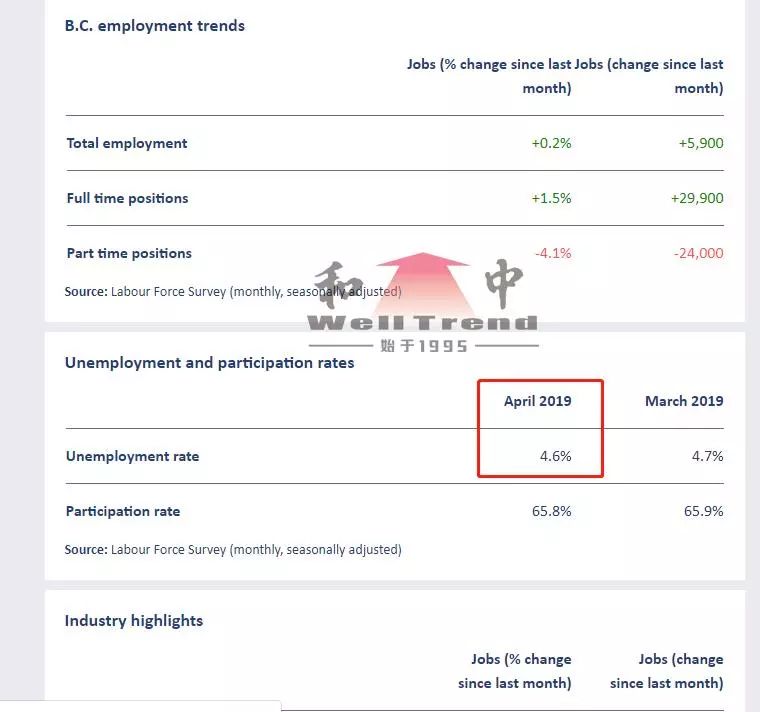 B.C. employment trends
Jobs (% change since last month) Jobs (change since last month)
Total employment +0.2% +5,900
Full time positions +1.5% +29,900
Part time positions -4.1% -24,000
Source: Labour Force Survey (monthly, seasonally adjusted)
和中
WellTrend
始于1995
Unemployment and participation rates
April 2019 March 2019
Unemployment rate 4.6% 4.7%
Participation rate 65.8% 65.9%
Source: Labour Force Survey (monthly, seasonally adjusted)
Industry highlights
Jobs (% change Jobs (change
since last month) since last month)